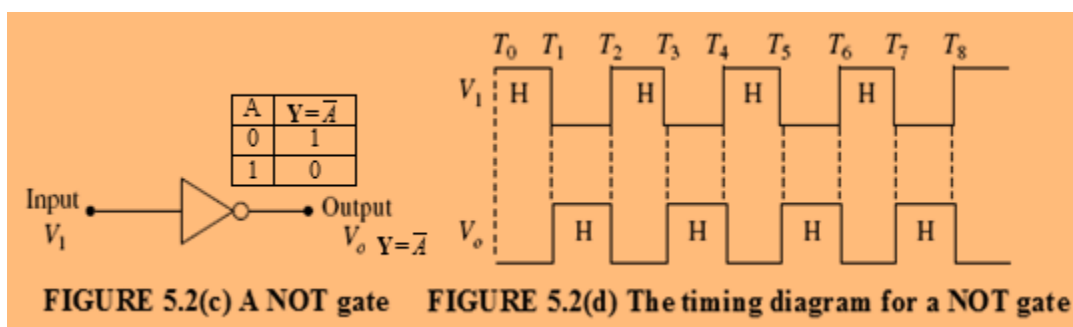 T₀ T₁ T₂ T₃ T₄ T₅ T₆ T₇ T₈
V₁ H H H H
A Y=A̅
0 1
1 0
Input Output
V₁ Vₒ Y=A̅
Vₒ H H H H
FIGURE 5.2(c) A NOT gate
FIGURE 5.2(d) The timing diagram for a NOT gate